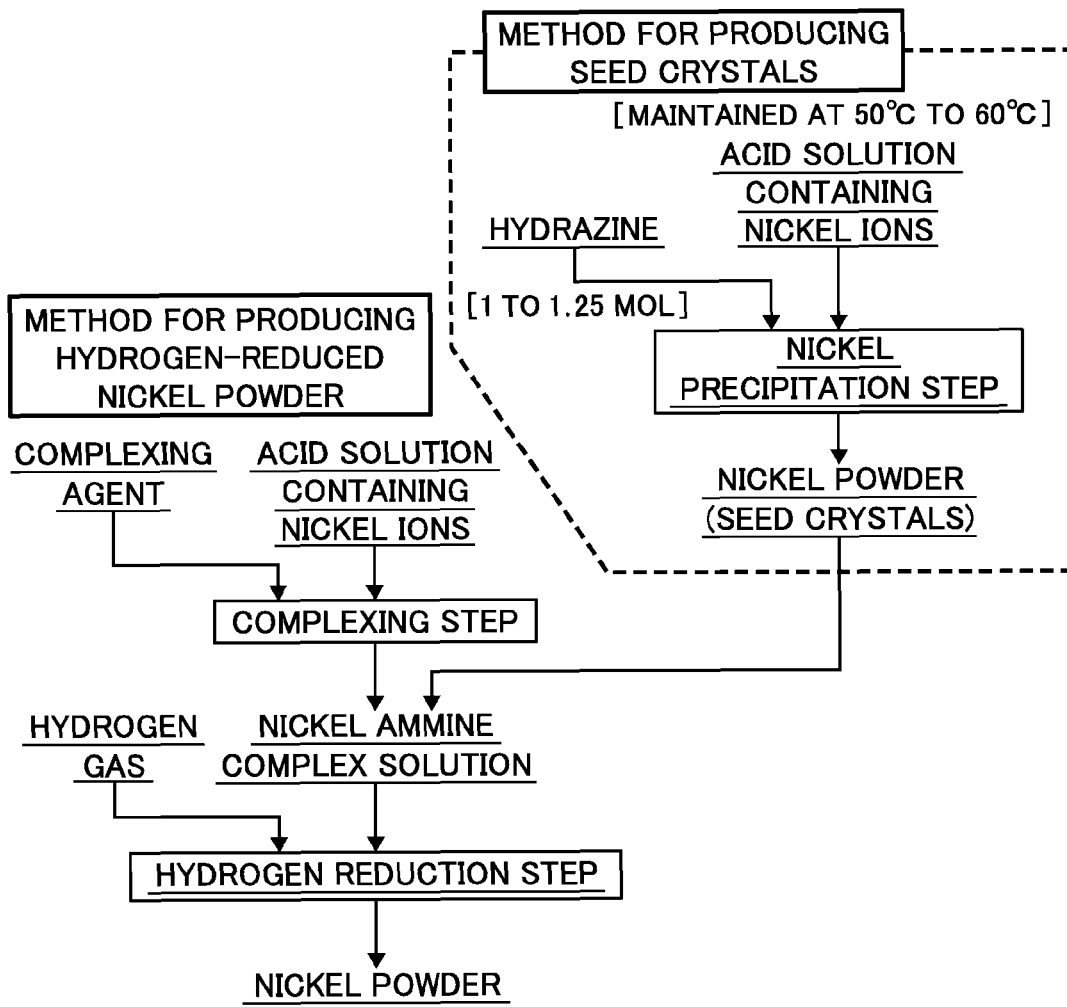 METHOD FOR PRODUCING
SEED CRYSTALS
[MAINTAINED AT 50℃ TO 60℃]
ACID SOLUTION
CONTAINING
NICKEL IONS
HYDRAZINE
[1 TO 1.25 MOL]
NICKEL
PRECIPITATION STEP
NICKEL POWDER
(SEED CRYSTALS)
METHOD FOR PRODUCING
HYDROGEN-REDUCED
NICKEL POWDER
COMPLEXING
AGENT
ACID SOLUTION
CONTAINING
NICKEL IONS
COMPLEXING STEP
NICKEL AMMINE
COMPLEX SOLUTION
HYDROGEN
GAS
HYDROGEN REDUCTION STEP
NICKEL POWDER